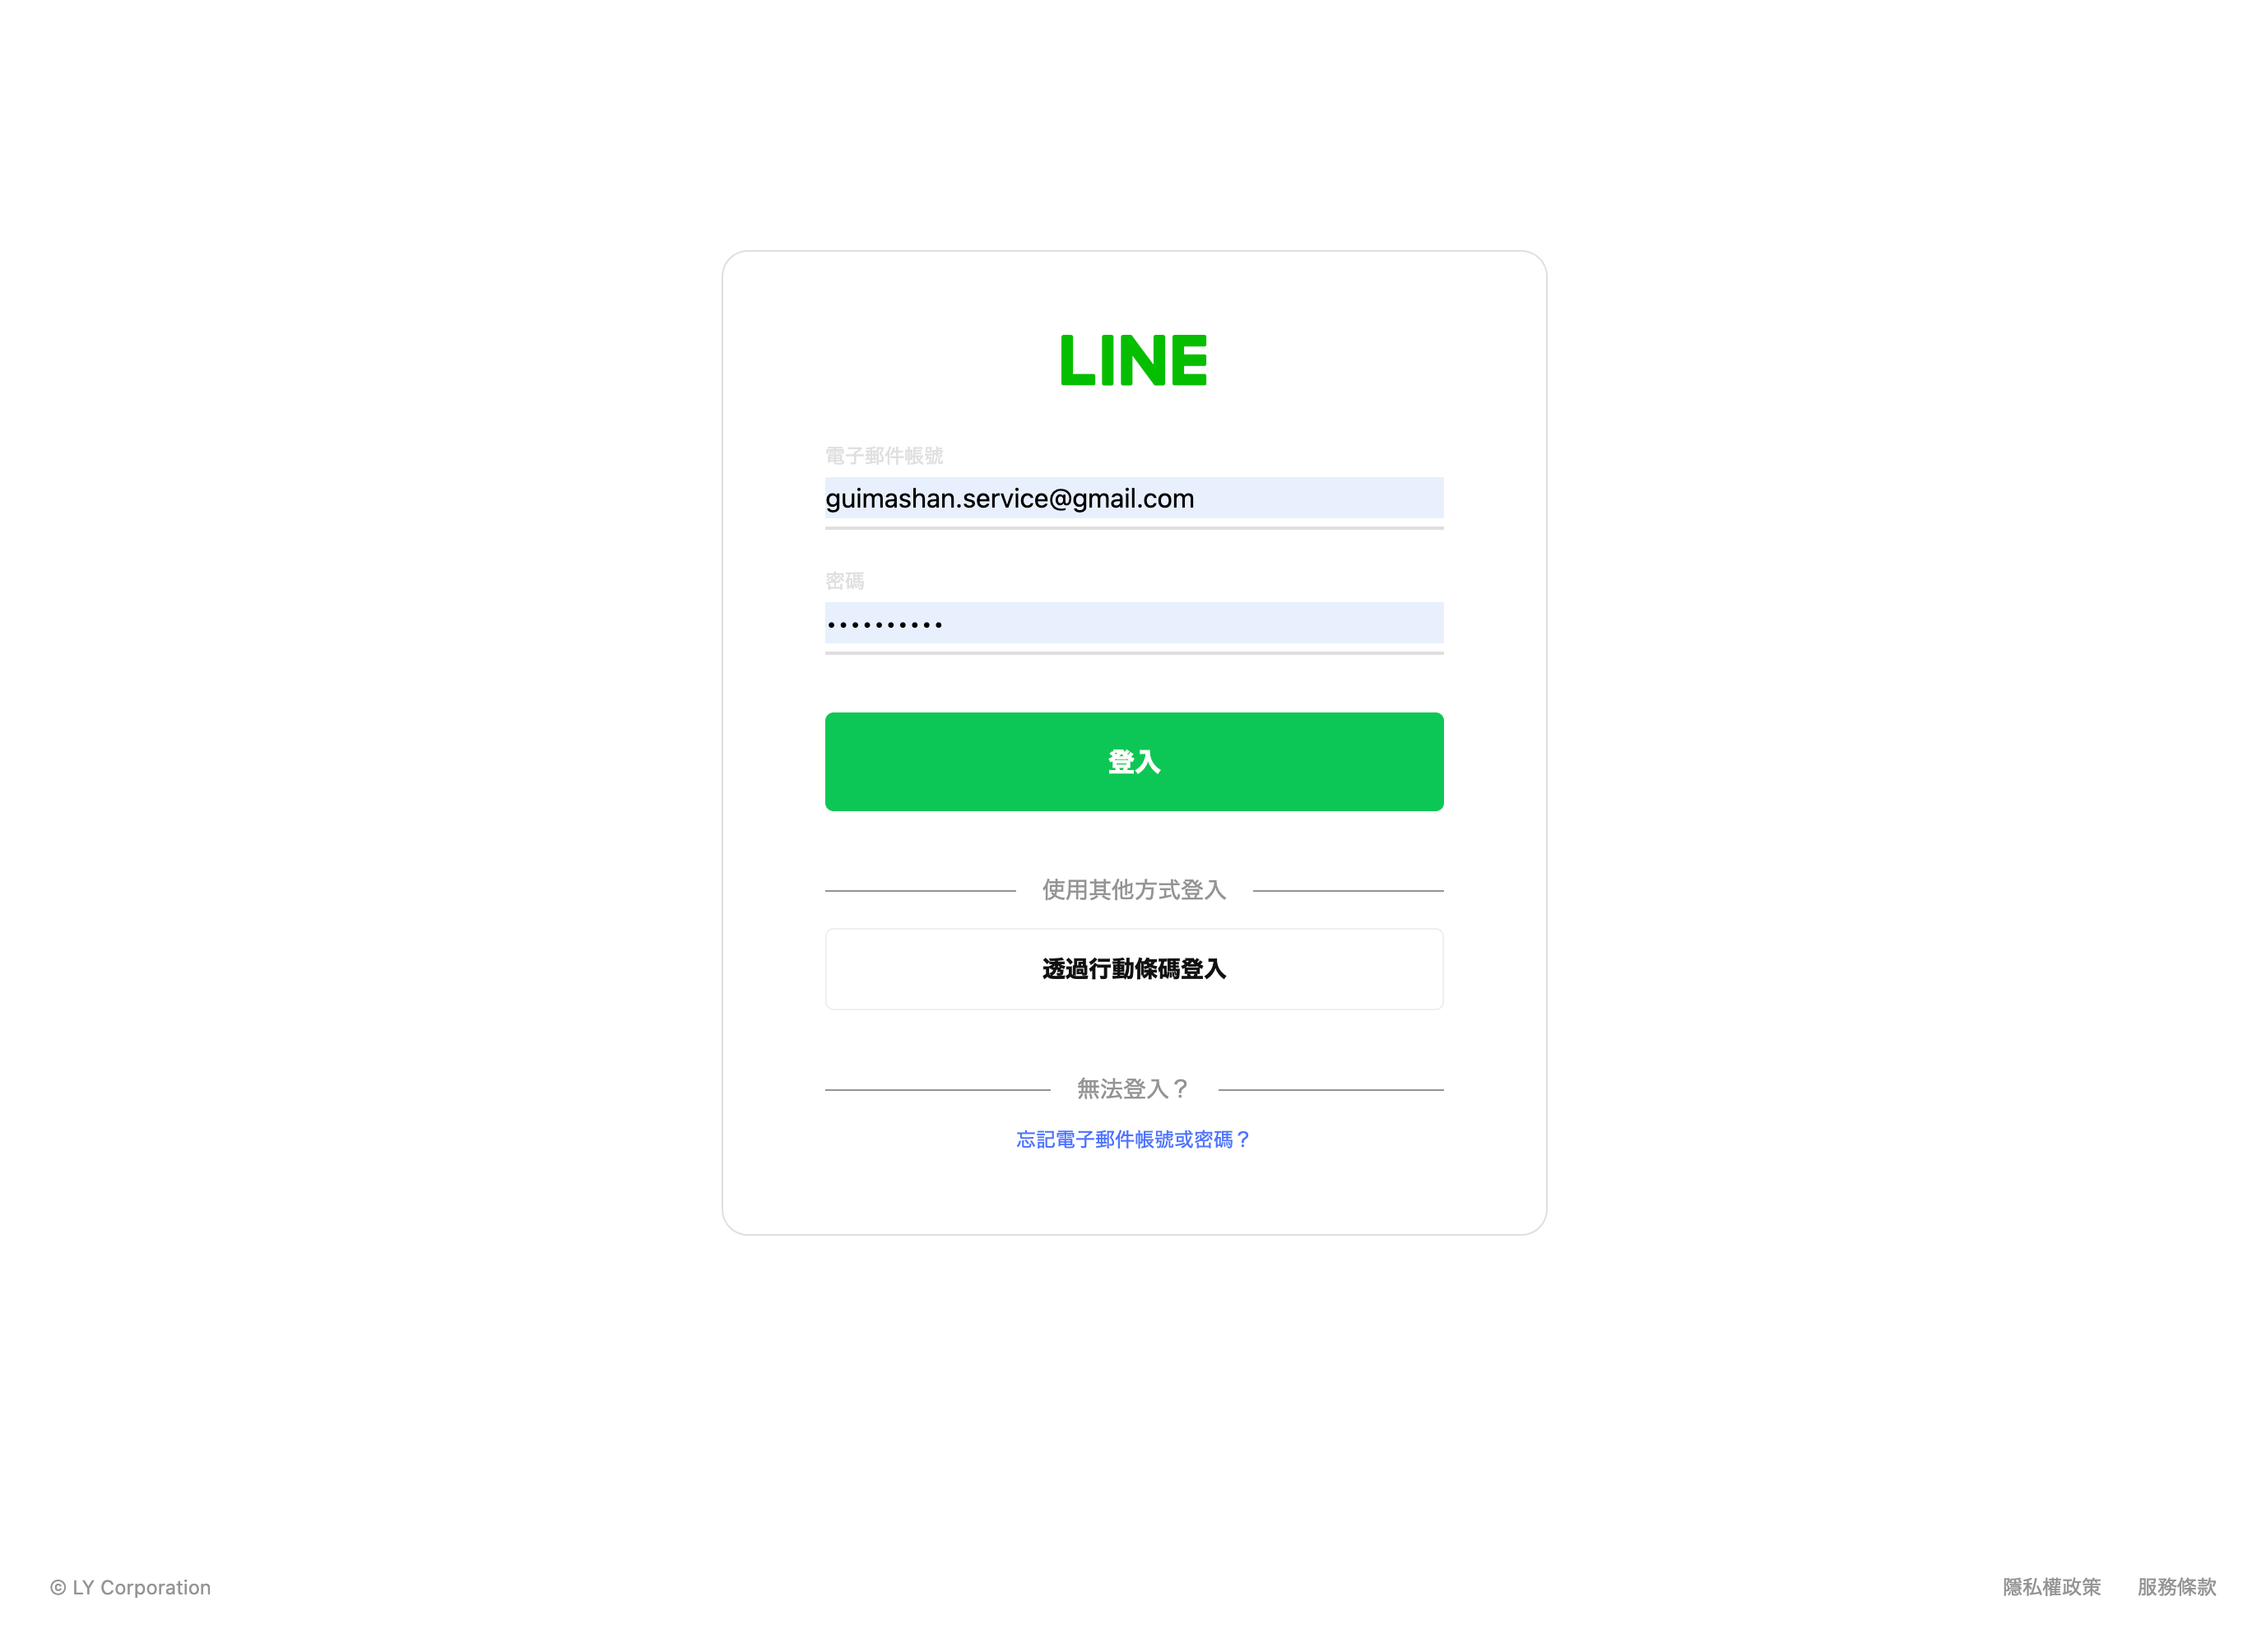 LINE
電子郵件帳號
guimashan.service@gmail.com
密碼
••••••••••
登入
使用其他方式登入
透過行動條碼登入
無法登入？
忘記電子郵件帳號或密碼？
© LY Corporation
隱私權政策 服務條款